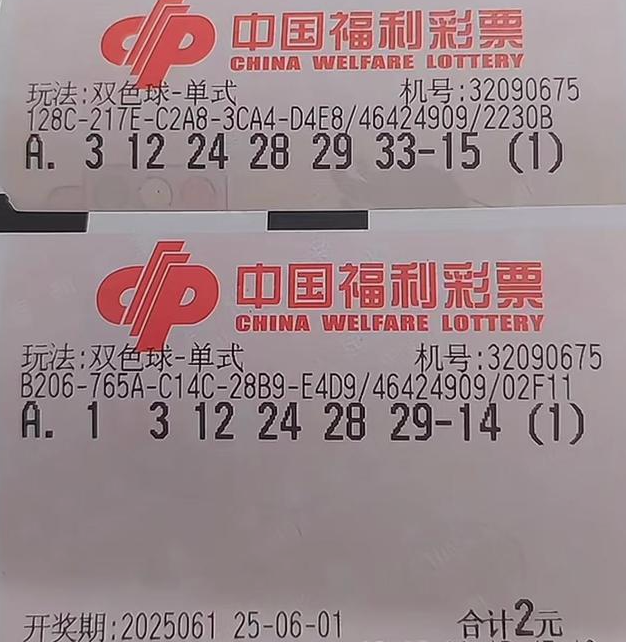 中国福利彩票
CHINA WELFARE LOTTERY
玩法:双色球-单式 机号:32090675
128C-217E-C2A8-3CA4-D4E8/46424909/2230B
A. 3 12 24 28 29 33-15 (1)
中国福利彩票
CHINA WELFARE LOTTERY
玩法:双色球-单式 机号:32090675
B206-765A-C14C-28B9-E4D9/46424909/02F11
A. 1 3 12 24 28 29-14 (1)
开奖期:2025061 25-06-01 合计2元